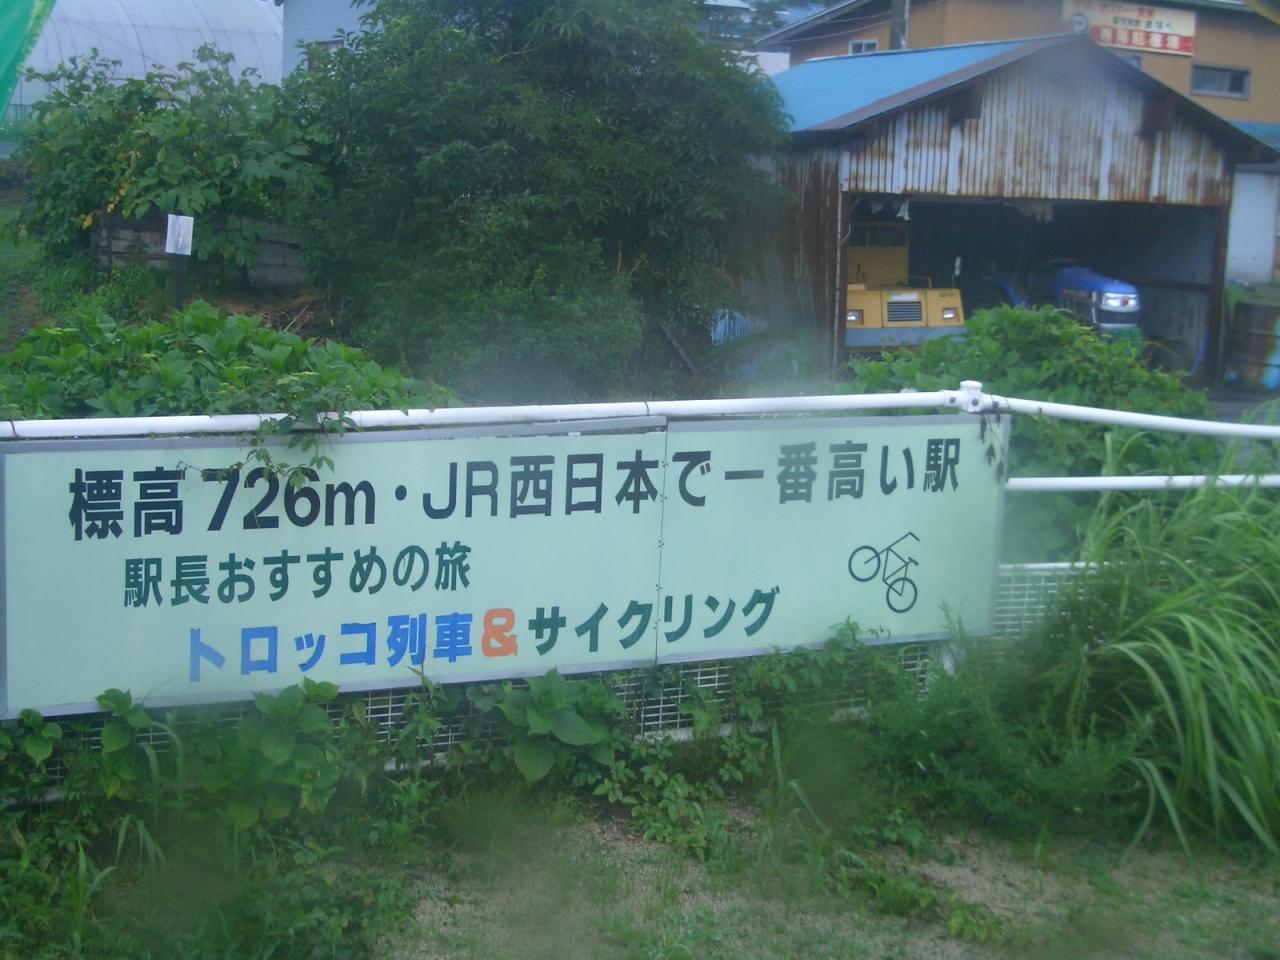 標高726m・JR西日本で一番高い駅
駅長おすすめの旅
トロッコ列車&サイクリング